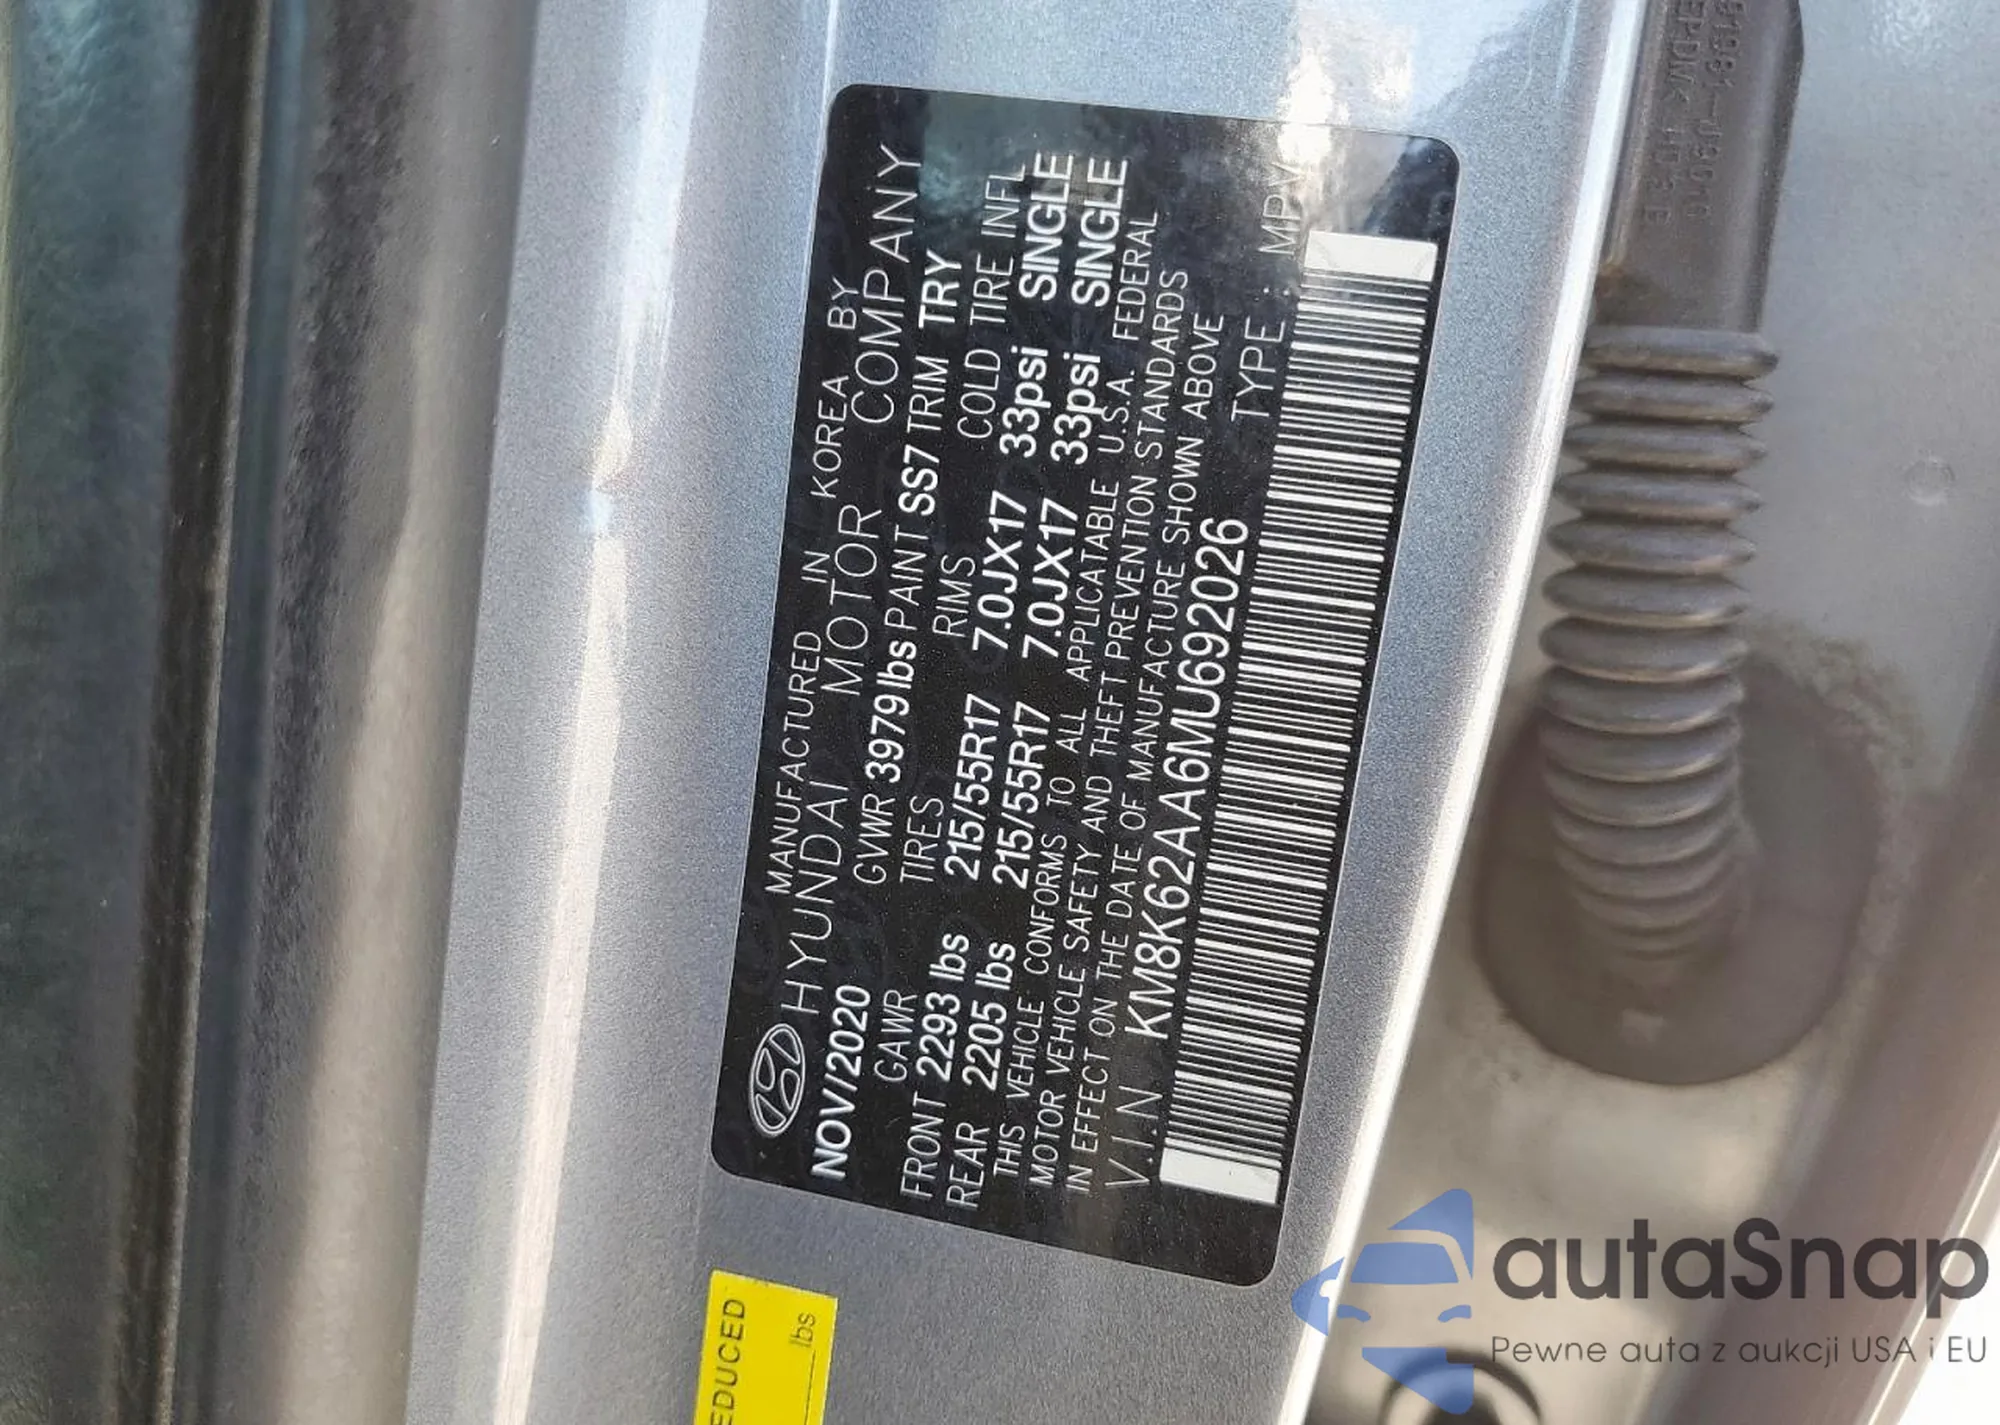 MANUFACTURED IN KOREA BY
HYUNDAI MOTOR COMPANY
NOV/2020 GVWR 3979lbs PAINT SS7 TRIM TRY
GAWR TIRES RIMS COLD TIRE INFL
FRONT 2293 lbs 215/55R17 7.0JX17 33psi SINGLE
REAR 2205 lbs 215/55R17 7.0JX17 33psi SINGLE
THIS VEHICLE CONFORMS TO ALL APPLICATABLE U.S.A. FEDERAL
MOTOR VEHICLE SAFETY AND THEFT PREVENTION STANDARDS
IN EFFECT ON THE DATE OF MANUFACTURE SHOWN ABOVE
V.I.N KM8K62AA6MU692026 TYPE : MPV
EDUCED
lbs
autaSnap
Pewne auta z aukcji USA i EU